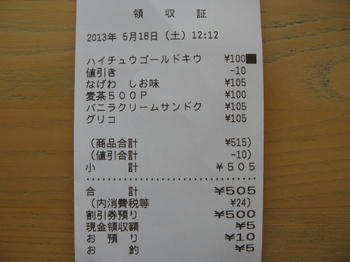 領収証
2013年 5月18日（土）12:12
ハイチュウゴールドキウ ¥100
値引き -10
なげわ しお味 ¥105
麦茶５００Ｐ ¥100
バニラクリームサンドク ¥105
グリコ ¥105
（商品合計 ¥515）
（値引合計 -10）
小 計 ￥５０５
合 計 ¥505
（内消費税等 ¥24）
割引券預り ¥500
現金領収額 ¥5
お 預 り ¥10
お 釣 ¥5